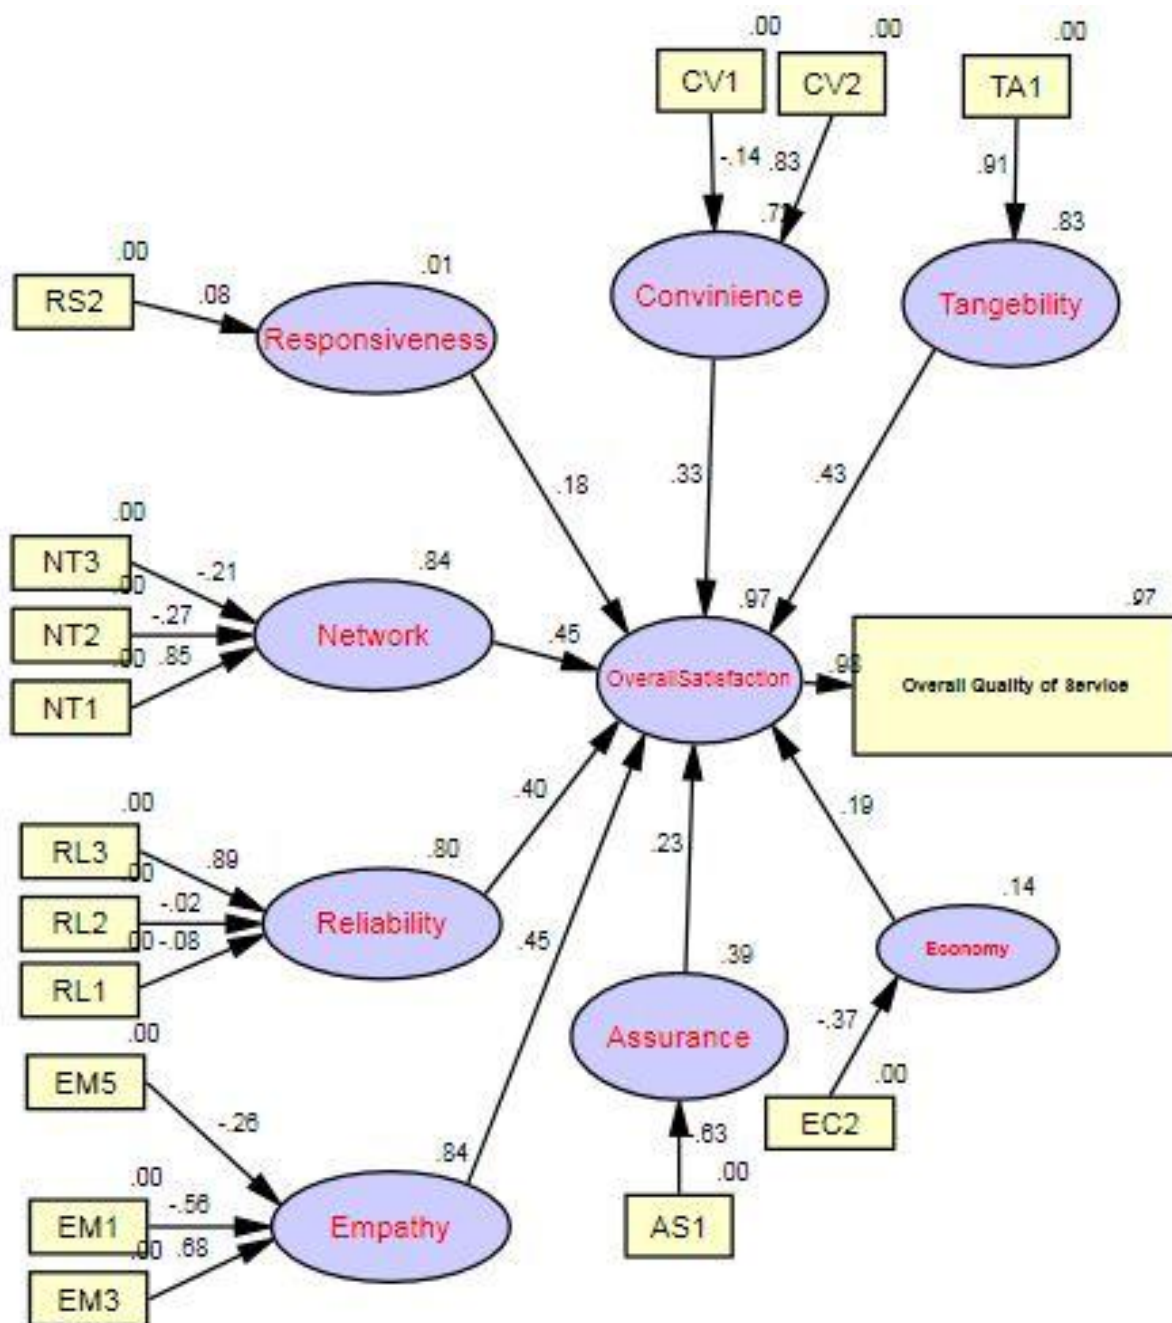 .00
.00
.00
CV1
CV2
TA1
-.14
.83
.91
.83
.00
.01
RS2
.08
Responsiveness
Convinience
Tangebility
.18
.33
.43
.00
NT3
-.21
.84
.00
NT2
-.27
Network
.45
.00
.85
NT1
.97
.97
OverallSatisfaction
Overall Quality of Service
.00
RL3
.89
.80
.40
.00
RL2
-.02
Reliability
.00
-.08
RL1
.45
.23
.19
.14
Economy
.39
Assurance
-.37
.00
EC2
.00
EM5
-.26
.84
.00
EM1
-.56
Empathy
.00
.68
EM3
-.63
.00
AS1